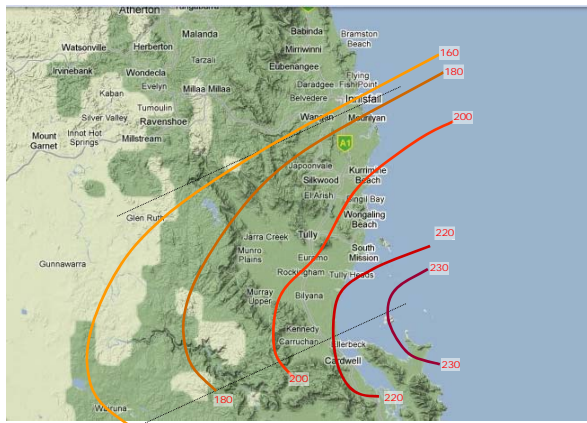 Atherton
Babinda
Bramston
Beach
Malanda
Watsonville
Herberton
Miriwinni
Tarzali
Irvinebank
Wondecla
Eubenangee
160
Evelyn
Daradgee
Flying
Fish Point
180
Kaban
Millaa Millaa
Belvedere
Innisfail
Tumoulin
Silver Valley
Ravenshoe
Wangan
Mourilyan
200
Mount
Garnet
Innot Hot
Springs
Millstream
A1
Japoonvale
Kurrimine
Beach
Silkwood
El Arish
Bingil Bay
Glen Ruth
Wongaling
Beach
Jarra Creek
Tully
220
Munro
Plains
Euramo
South
Mission
Gunnawarra
Rockingham
Tully Heads
230
Murray
Upper
Bilyana
Kennedy
Carruchan
Ellerbeck
Cardwell
230
200
180
220
Wairuna